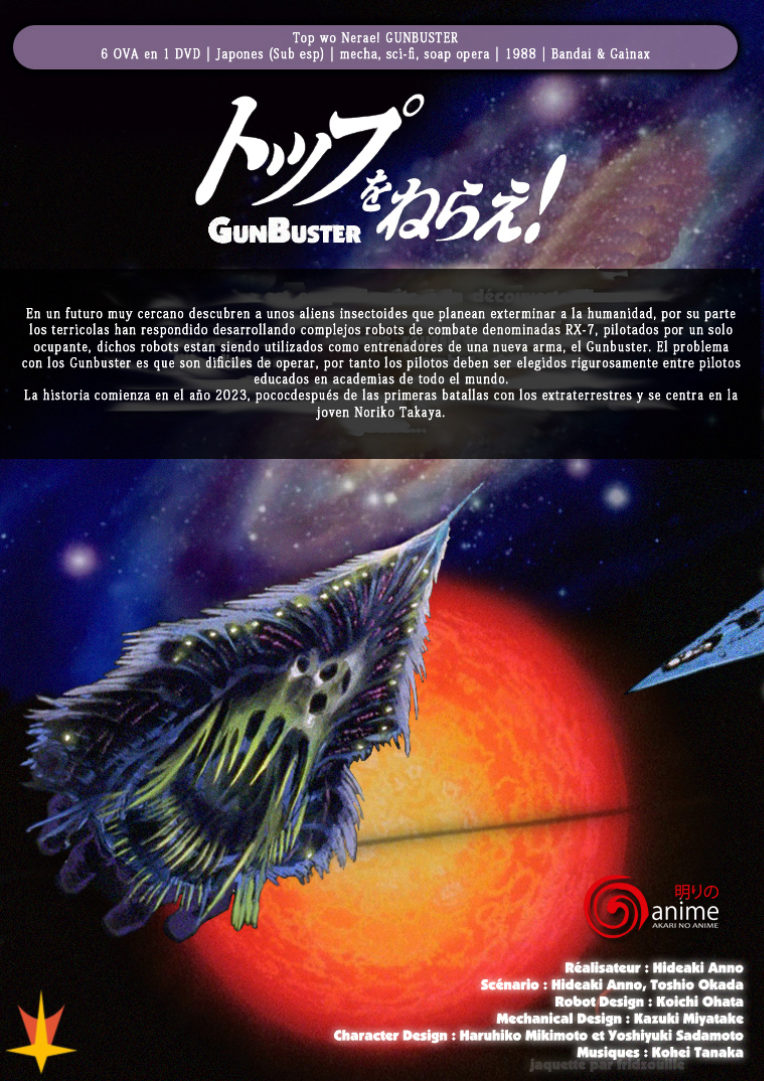 Top wo Nerae! GUNBUSTER
6 OVA en 1 DVD | Japones (Sub esp) | mecha, sci-fi, soap opera | 1988 | Bandai & Gainax
トップをねらえ!
GUNBUSTER
En un futuro muy cercano descubren a unos aliens insectoides que planean exterminar a la humanidad, por su parte
los terricolas han respondido desarrollando complejos robots de combate denominadas RX-7, pilotados por un solo
ocupante, dichos robots estan siendo utilizados como entrenadores de una nueva arma, el Gunbuster. El problema
con los Gunbuster es que son dificiles de operar, por tanto los pilotos deben ser elegidos rigurosamente entre pilotos
educados en academias de todo el mundo.
La historia comienza en el año 2023, pococdespués de las primeras batallas con los extraterrestres y se centra en la
joven Noriko Takaya.
明りの
anime
AKARI NO ANIME
Réalisateur : Hideaki Anno
Scénario : Hideaki Anno, Toshio Okada
Robot Design : Koichi Ohata
Mechanical Design : Kazuki Miyatake
Character Design : Haruhiko Mikimoto et Yoshiyuki Sadamoto
Musiques : Kohei Tanaka
jaquette par fridzouille